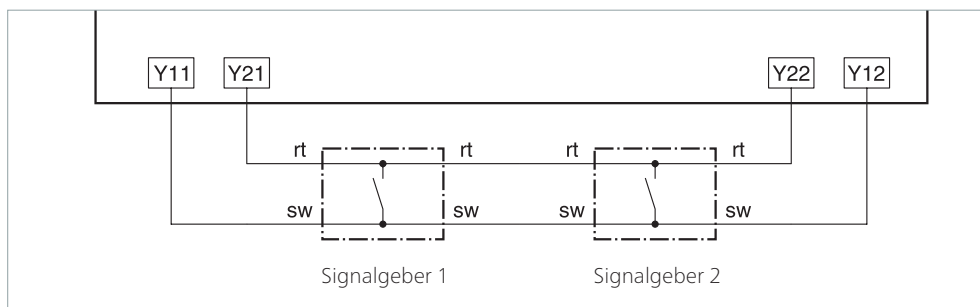 Y11 Y21 Y22 Y12
rt rt rt rt
sw sw sw sw
Signalgeber 1 Signalgeber 2